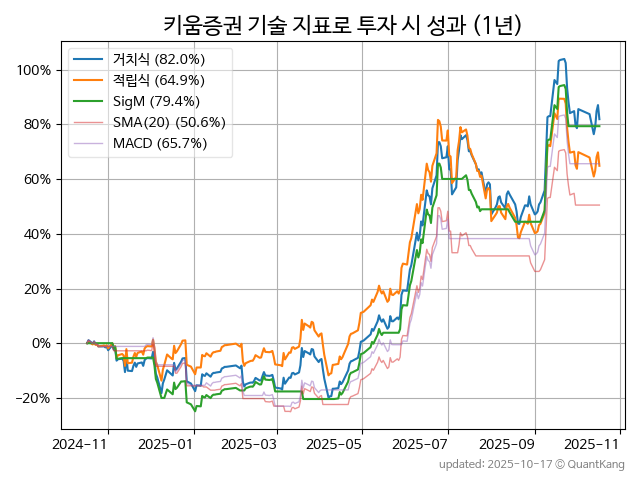 키움증권 기술 지표로 투자 시 성과 (1년)
거치식 (82.0%)
적립식 (64.9%)
SigM (79.4%)
SMA(20) (50.6%)
MACD (65.7%)
100%
80%
60%
40%
20%
0%
−20%
2024-11 2025-01 2025-03 2025-05 2025-07 2025-09 2025-11
updated: 2025-10-17 © QuantKang